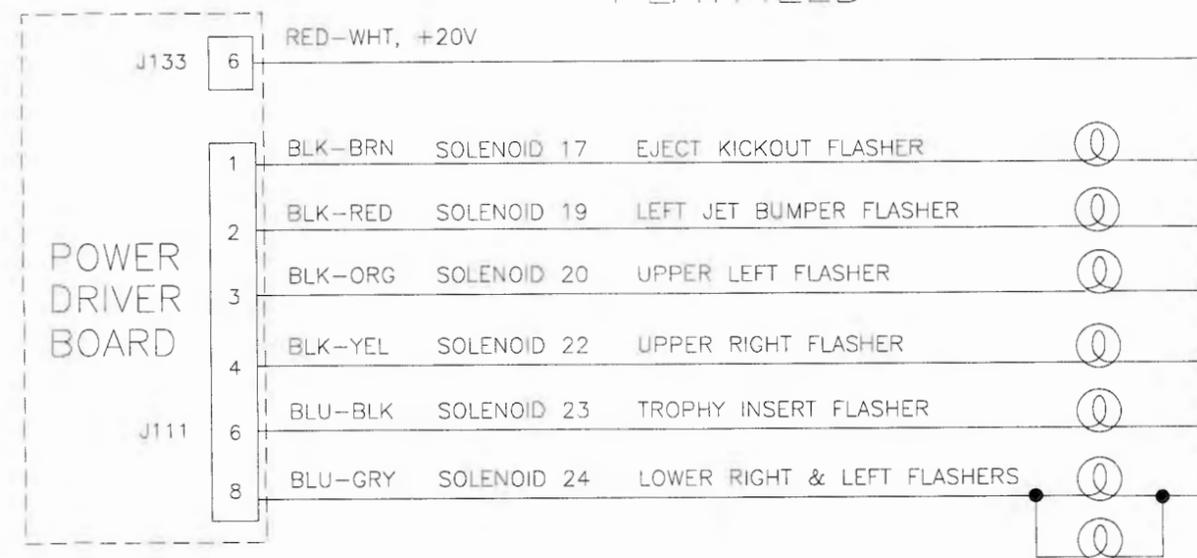 RED-WHT, +20V
J133 6
1 BLK-BRN SOLENOID 17 EJECT KICKOUT FLASHER
2 BLK-RED SOLENOID 19 LEFT JET BUMPER FLASHER
3 BLK-ORG SOLENOID 20 UPPER LEFT FLASHER
4 BLK-YEL SOLENOID 22 UPPER RIGHT FLASHER
6 BLU-BLK SOLENOID 23 TROPHY INSERT FLASHER
8 BLU-GRY SOLENOID 24 LOWER RIGHT & LEFT FLASHERS
POWER
DRIVER
BOARD
J111